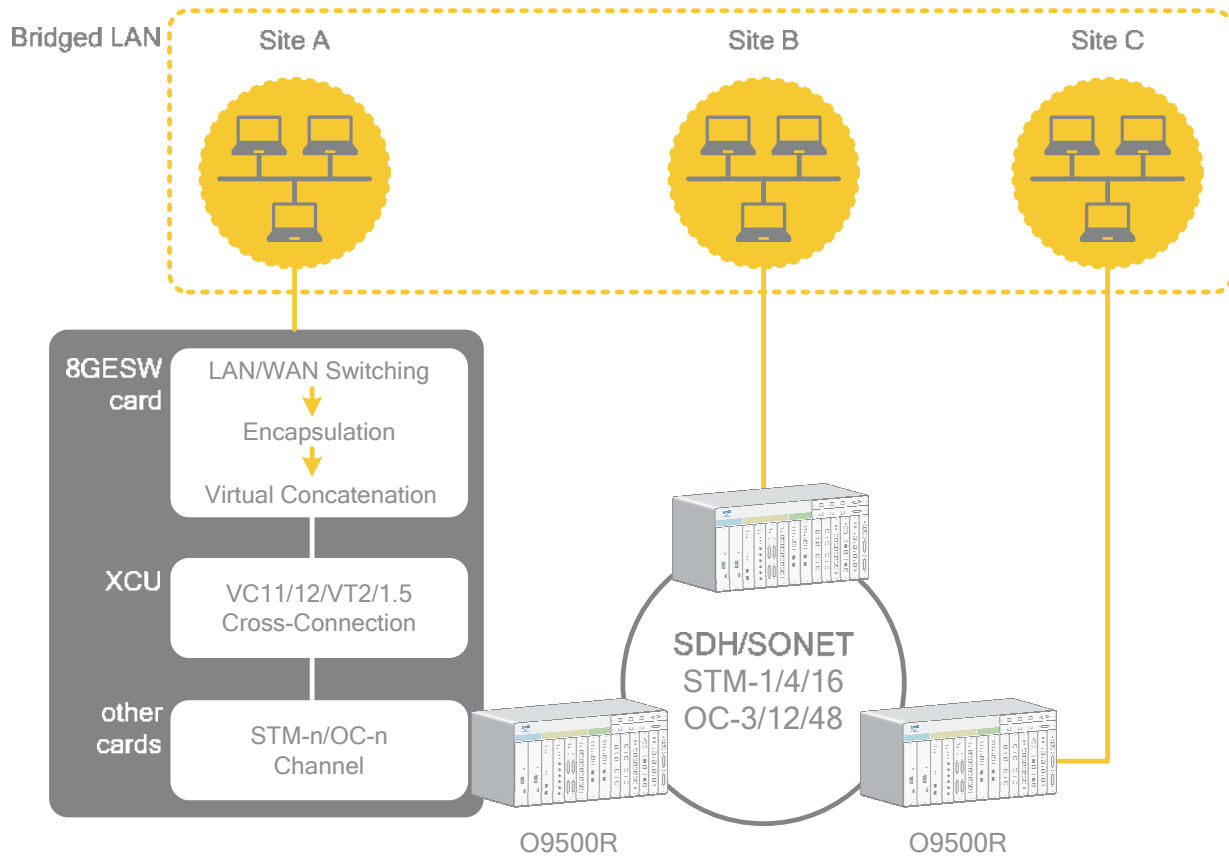 Bridged LAN
Site A
Site B
Site C
8GESW
card
LAN/WAN Switching
Encapsulation
Virtual Concatenation
XCU
VC11/12/VT2/1.5
Cross-Connection
other
cards
STM-n/OC-n
Channel
SDH/SONET
STM-1/4/16
OC-3/12/48
O9500R
O9500R